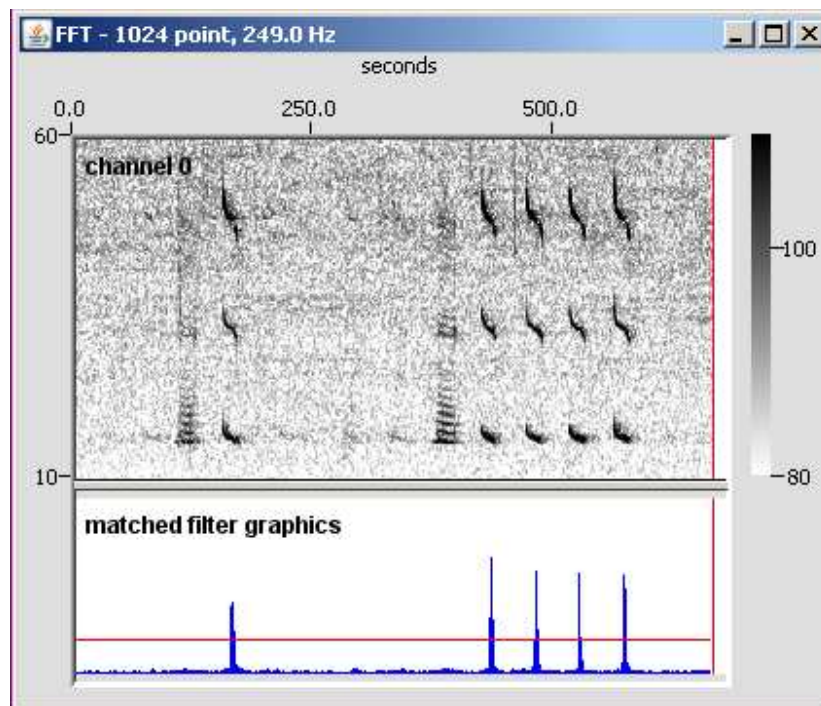 FFT - 1024 point, 249.0 Hz
seconds
0.0 250.0 500.0
60
channel 0
100
10
80
matched filter graphics